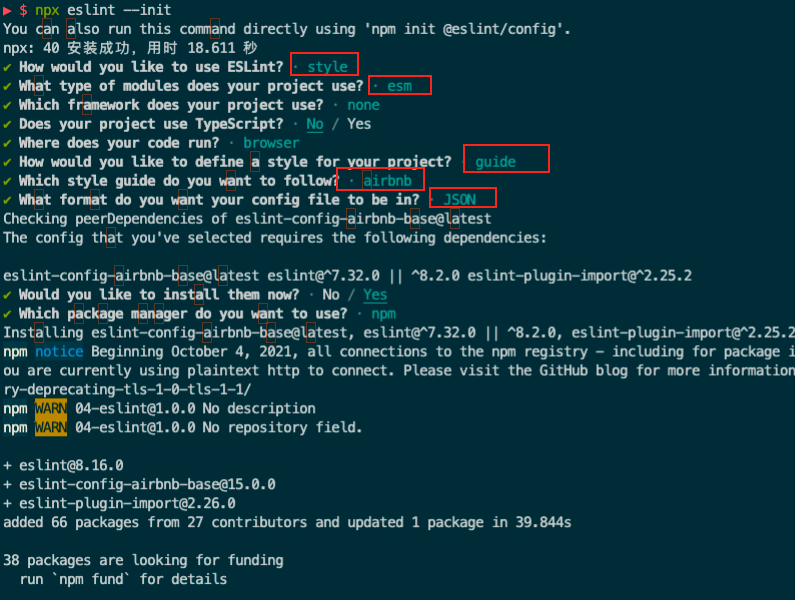 ▶ $ npx eslint --init
You can also run this command directly using 'npm init @eslint/config'.
npx: 40 安装成功，用时 18.611 秒
✔ How would you like to use ESLint? · style
✔ What type of modules does your project use? · esm
✔ Which framework does your project use? · none
✔ Does your project use TypeScript? · No / Yes
✔ Where does your code run? · browser
✔ How would you like to define a style for your project? · guide
✔ Which style guide do you want to follow? · airbnb
✔ What format do you want your config file to be in? · JSON
Checking peerDependencies of eslint-config-airbnb-base@latest
The config that you've selected requires the following dependencies:
eslint-config-airbnb-base@latest eslint@^7.32.0 || ^8.2.0 eslint-plugin-import@^2.25.2
✔ Would you like to install them now? · No / Yes
✔ Which package manager do you want to use? · npm
Installing eslint-config-airbnb-base@latest, eslint@^7.32.0 || ^8.2.0, eslint-plugin-import@^2.25.2
npm notice Beginning October 4, 2021, all connections to the npm registry - including for package i
ou are currently using plaintext http to connect. Please visit the GitHub blog for more information
ry-deprecating-tls-1-0-tls-1-1/
npm WARN 04-eslint@1.0.0 No description
npm WARN 04-eslint@1.0.0 No repository field.
+ eslint@8.16.0
+ eslint-config-airbnb-base@15.0.0
+ eslint-plugin-import@2.26.0
added 66 packages from 27 contributors and updated 1 package in 39.844s
38 packages are looking for funding
run `npm fund` for details